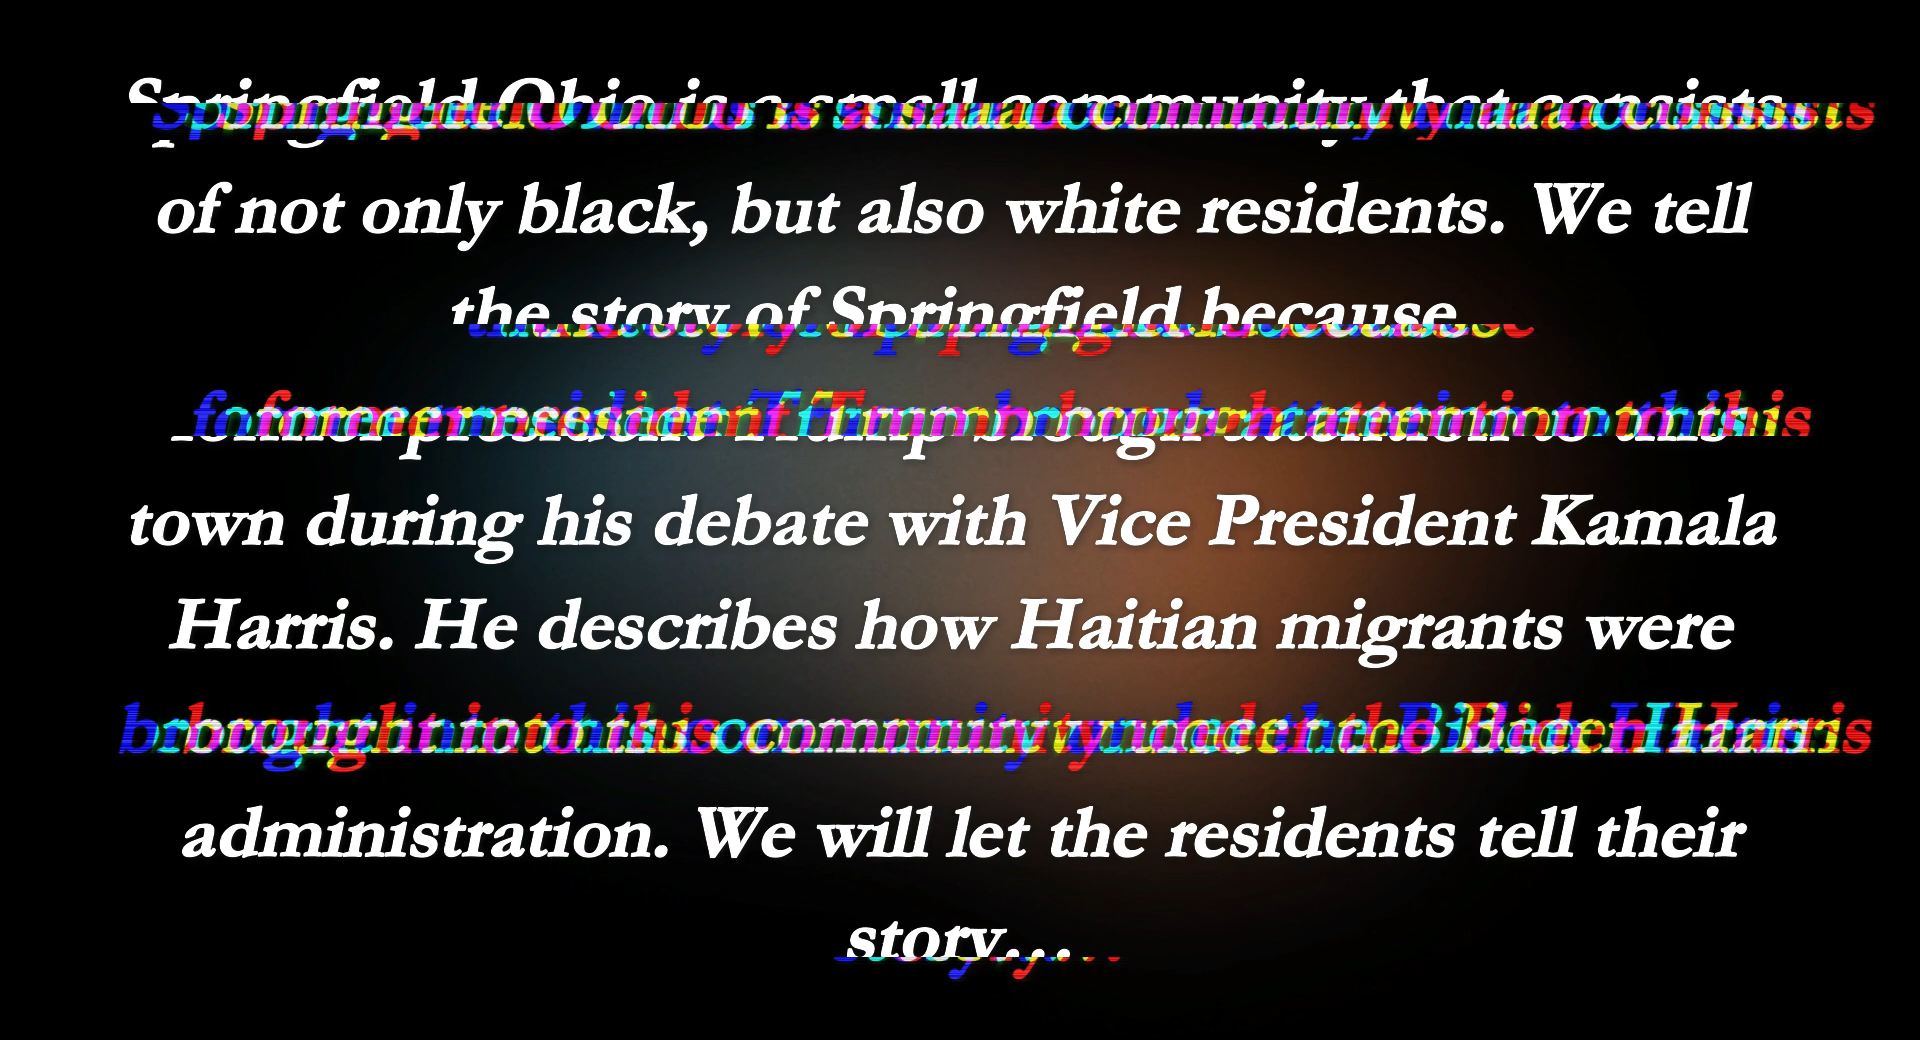 Springfield Ohio is a small community that consists
of not only black, but also white residents. We tell
the story of Springfield because
former president Trump brought attention to this
town during his debate with Vice President Kamala
Harris. He describes how Haitian migrants were
brought into this community under the Biden Harris
administration. We will let the residents tell their
story...